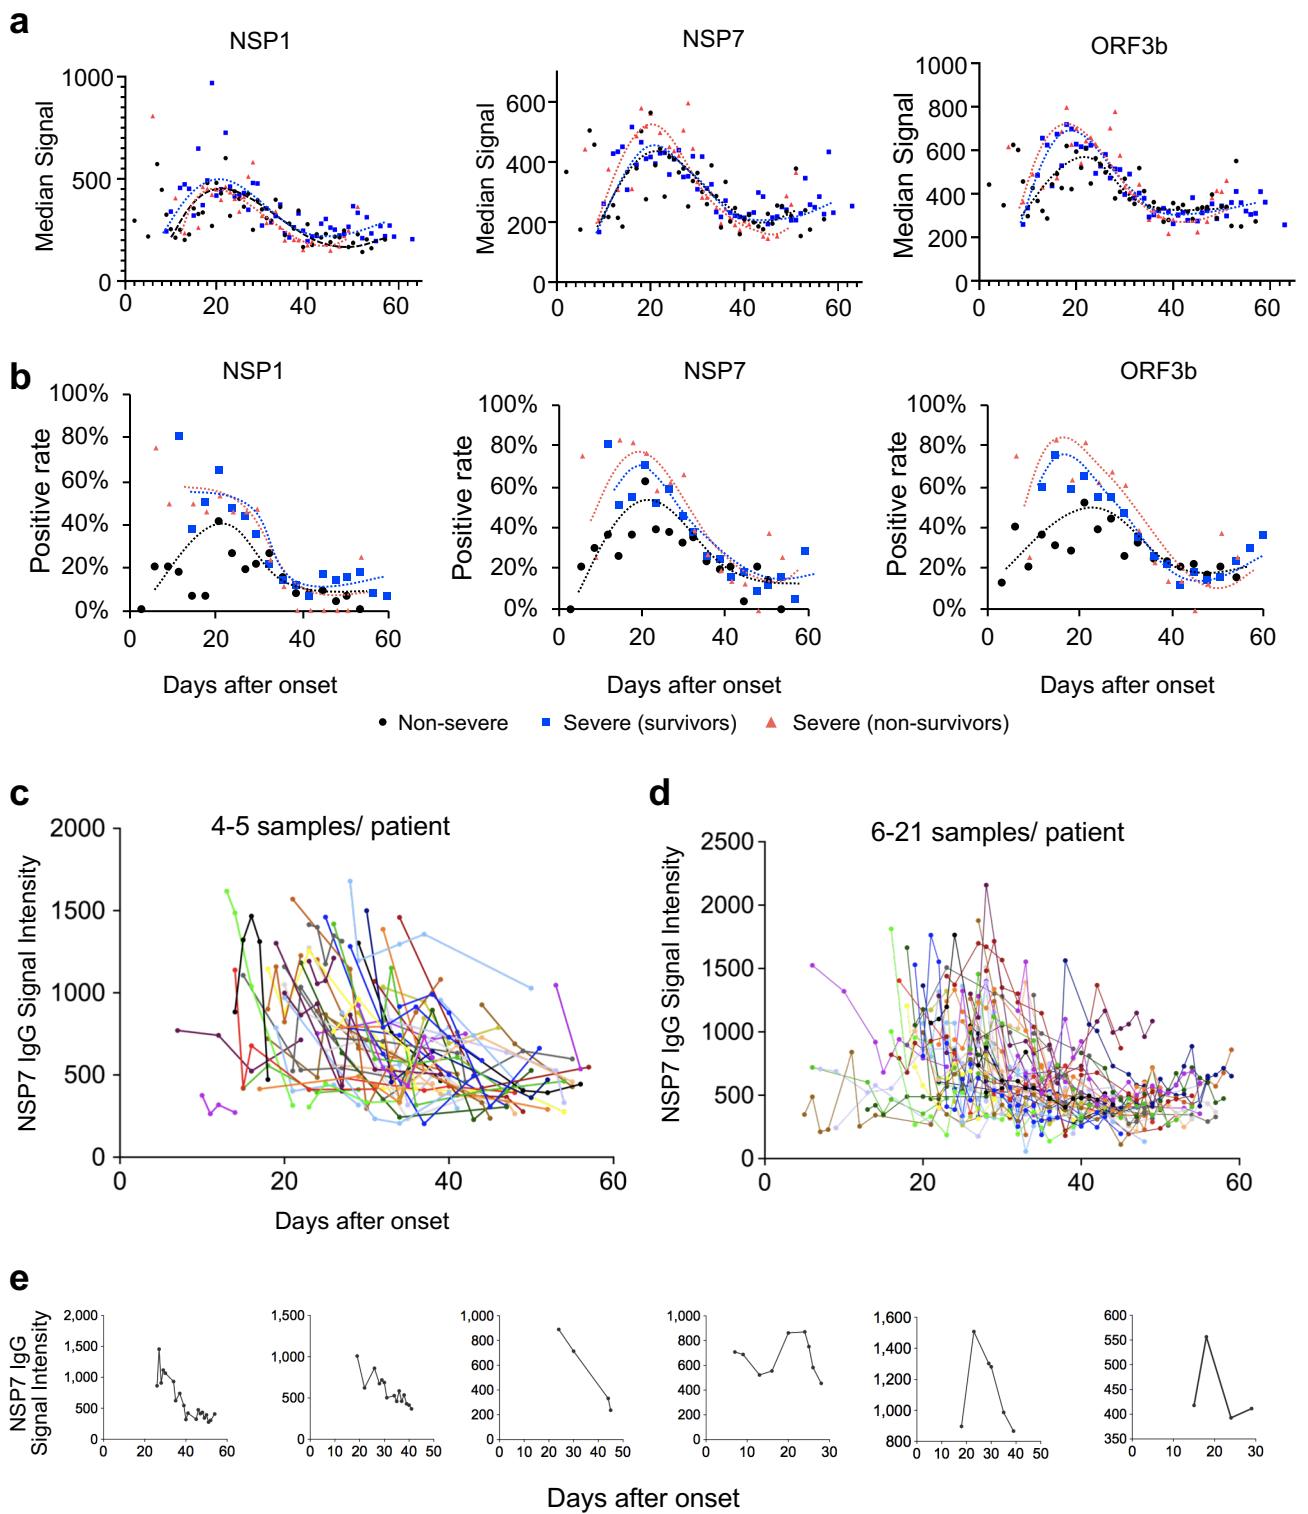 a
NSP1
NSP7
ORF3b
Median Signal
1000
500
0
0 20 40 60
Median Signal
600
400
200
0
0 20 40 60
Median Signal
1000
800
600
400
200
0
0 20 40 60
b
NSP1
NSP7
ORF3b
Positive rate
100%
80%
60%
40%
20%
0%
0 20 40 60
Positive rate
100%
80%
60%
40%
20%
0%
0 20 40 60
Positive rate
100%
80%
60%
40%
20%
0%
0 20 40 60
Days after onset
Days after onset
Days after onset
Non-severe
Severe (survivors)
Severe (non-survivors)
c
4-5 samples/ patient
NSP7 IgG Signal Intensity
2000
1500
1000
500
0
0 20 40 60
Days after onset
d
6-21 samples/ patient
NSP7 IgG Signal Intensity
2500
2000
1500
1000
500
0
0 20 40 60
e
NSP7 IgG
Signal Intensity
2,000
1,500
1,000
500
0
0 20 40 60
1,500
1,000
500
0
0 10 20 30 40 50
1,000
800
600
400
200
0
0 10 20 30 40 50
1,000
800
600
400
200
0
0 10 20 30
1,600
1,400
1,200
1,000
800
0 10 20 30 40 50
600
550
500
450
400
350
0 10 20 30
Days after onset